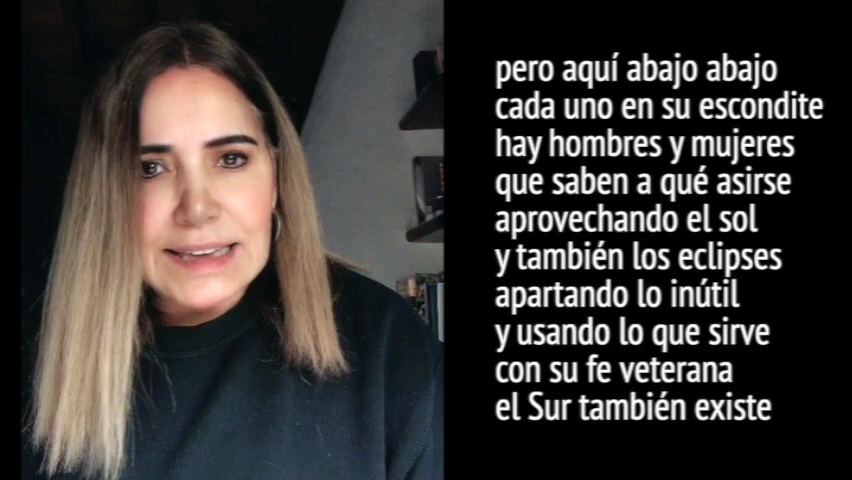 pero aquí abajo abajo
cada uno en su escondite
hay hombres y mujeres
que saben a qué asirse
aprovechando el sol
y también los eclipses
apartando lo inútil
y usando lo que sirve
con su fe veterana
el Sur también existe